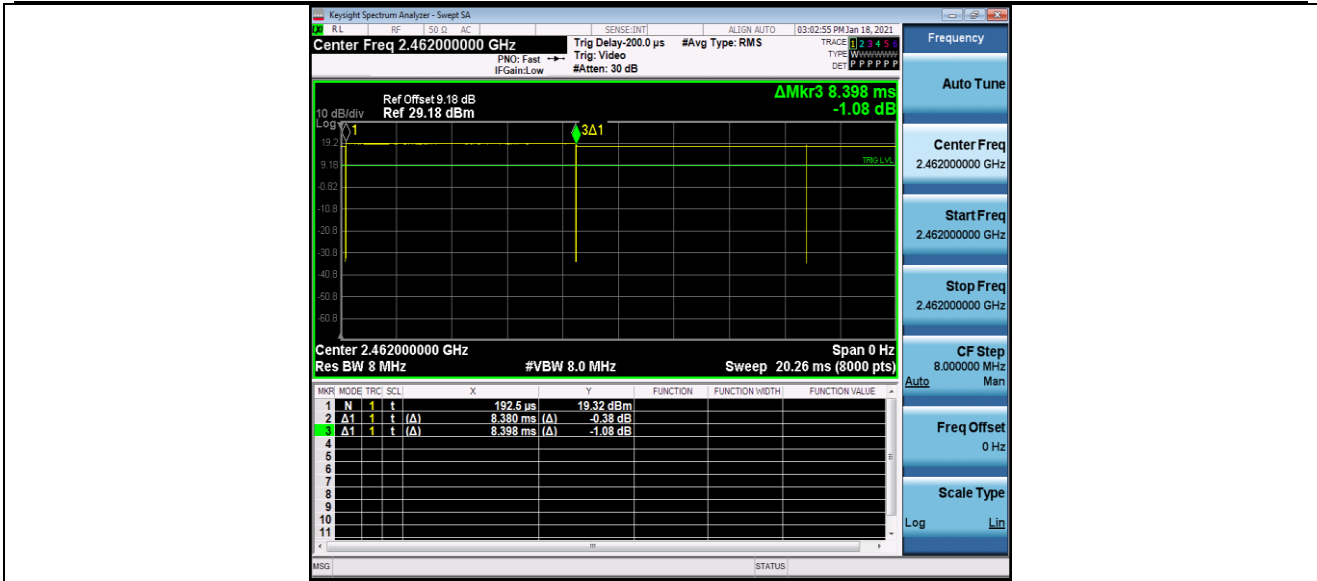 Keysight Spectrum Analyzer - Swept SA
RL RF 50 Ω AC SENSE:INT ALIGN AUTO 03:02:55 PM Jan 18, 2021
Center Freq 2.462000000 GHz
PNO: Fast
IFGain:Low
Trig Delay-200.0 µs
Trig: Video
#Atten: 30 dB
#Avg Type: RMS
TRACE 1 2 3 4 5 6
TYPE WWWWWW
DET P P P P P P
ΔMkr3 8.398 ms
-1.08 dB
Ref Offset 9.18 dB
10 dB/div Ref 29.18 dBm
Log
1
3Δ1
19.2
9.18
TRIG LVL
-0.82
-10.8
-20.8
-30.8
-40.8
-50.8
-60.8
Center 2.462000000 GHz Span 0 Hz
Res BW 8 MHz #VBW 8.0 MHz Sweep 20.26 ms (8000 pts)
MKR MODE TRC SCL X Y FUNCTION FUNCTION WIDTH FUNCTION VALUE
1 N 1 t 192.5 µs 19.32 dBm
2 Δ1 1 t (Δ) 8.380 ms (Δ) -0.38 dB
3 Δ1 1 t (Δ) 8.398 ms (Δ) -1.08 dB
4
5
6
7
8
9
10
11
MSG STATUS
Frequency
Auto Tune
Center Freq
2.462000000 GHz
Start Freq
2.462000000 GHz
Stop Freq
2.462000000 GHz
CF Step
8.000000 MHz
Auto Man
Freq Offset
0 Hz
Scale Type
Log Lin